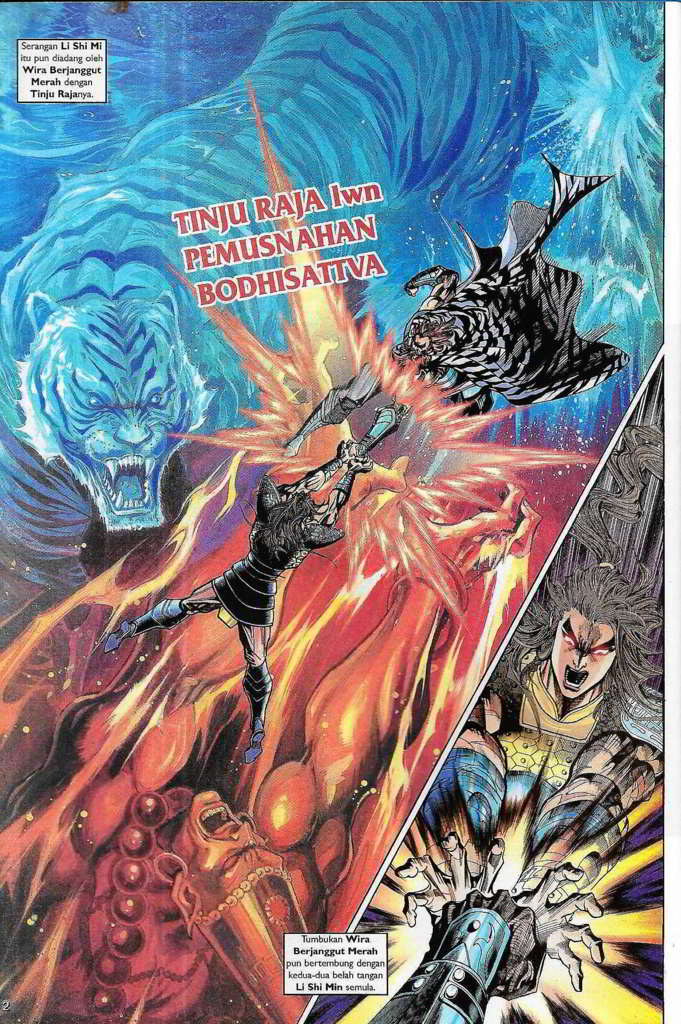 Serangan Li Shi Mi
itu pun diadang oleh
Wira Berjanggut
Merah dengan
Tinju Rajanya.
TINJU RAJA lwn
PEMUSNAHAN
BODHISATTVA
Tumbukan Wira
Berjanggut Merah
pun bertembung dengan
kedua-dua belah tangan
Li Shi Min semula.
2